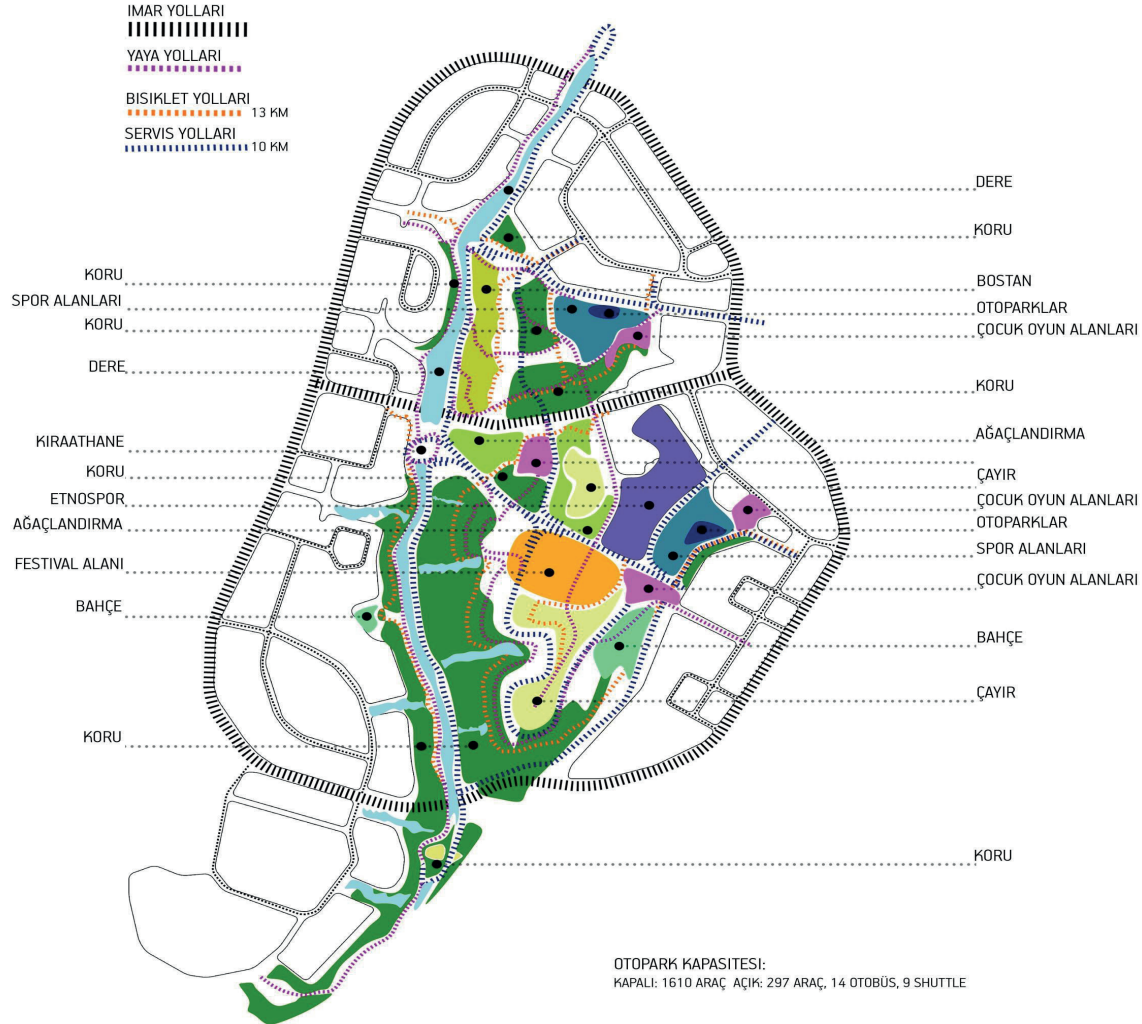 IMAR YOLLARI
YAYA YOLLARI
BISIKLET YOLLARI
13 KM
SERVIS YOLLARI
10 KM
KORU
SPOR ALANLARI
KORU
DERE
KIRAATHANE
KORU
ETNOSPOR
AĞAÇLANDIRMA
FESTIVAL ALANI
BAHÇE
KORU
DERE
KORU
BOSTAN
OTOPARKLAR
ÇOCUK OYUN ALANLARI
KORU
AĞAÇLANDIRMA
ÇAYIR
ÇOCUK OYUN ALANLARI
OTOPARKLAR
SPOR ALANLARI
ÇOCUK OYUN ALANLARI
BAHÇE
ÇAYIR
KORU
OTOPARK KAPASITESI:
KAPALI: 1610 ARAÇ AÇIK: 297 ARAÇ, 14 OTOBÜS, 9 SHUTTLE